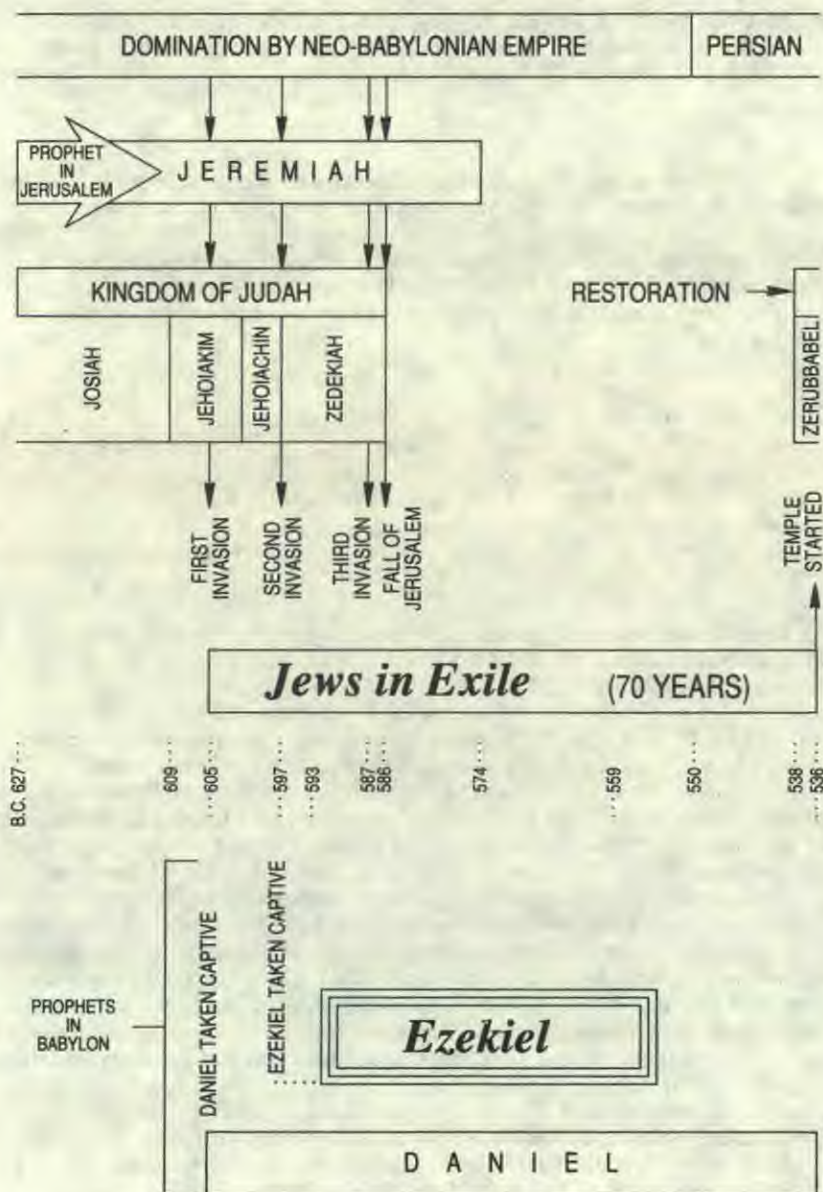 DOMINATION BY NEO-BABYLONIAN EMPIRE
PERSIAN
PROPHET
IN
JERUSALEM
JEREMIAH
KINGDOM OF JUDAH
RESTORATION
JOSIAH
JEHOIAKIM
JEHOIACHIN
ZEDEKIAH
ZERUBBABEL
FIRST
INVASION
SECOND
INVASION
THIRD
INVASION
FALL OF
JERUSALEM
TEMPLE
STARTED
Jews in Exile (70 YEARS)
B.C. 627...
609...
...605
...597
...593
587...
586...
574...
...559
550...
538...
...536
PROPHETS
IN
BABYLON
DANIEL TAKEN CAPTIVE
EZEKIEL TAKEN CAPTIVE
Ezekiel
DANIEL